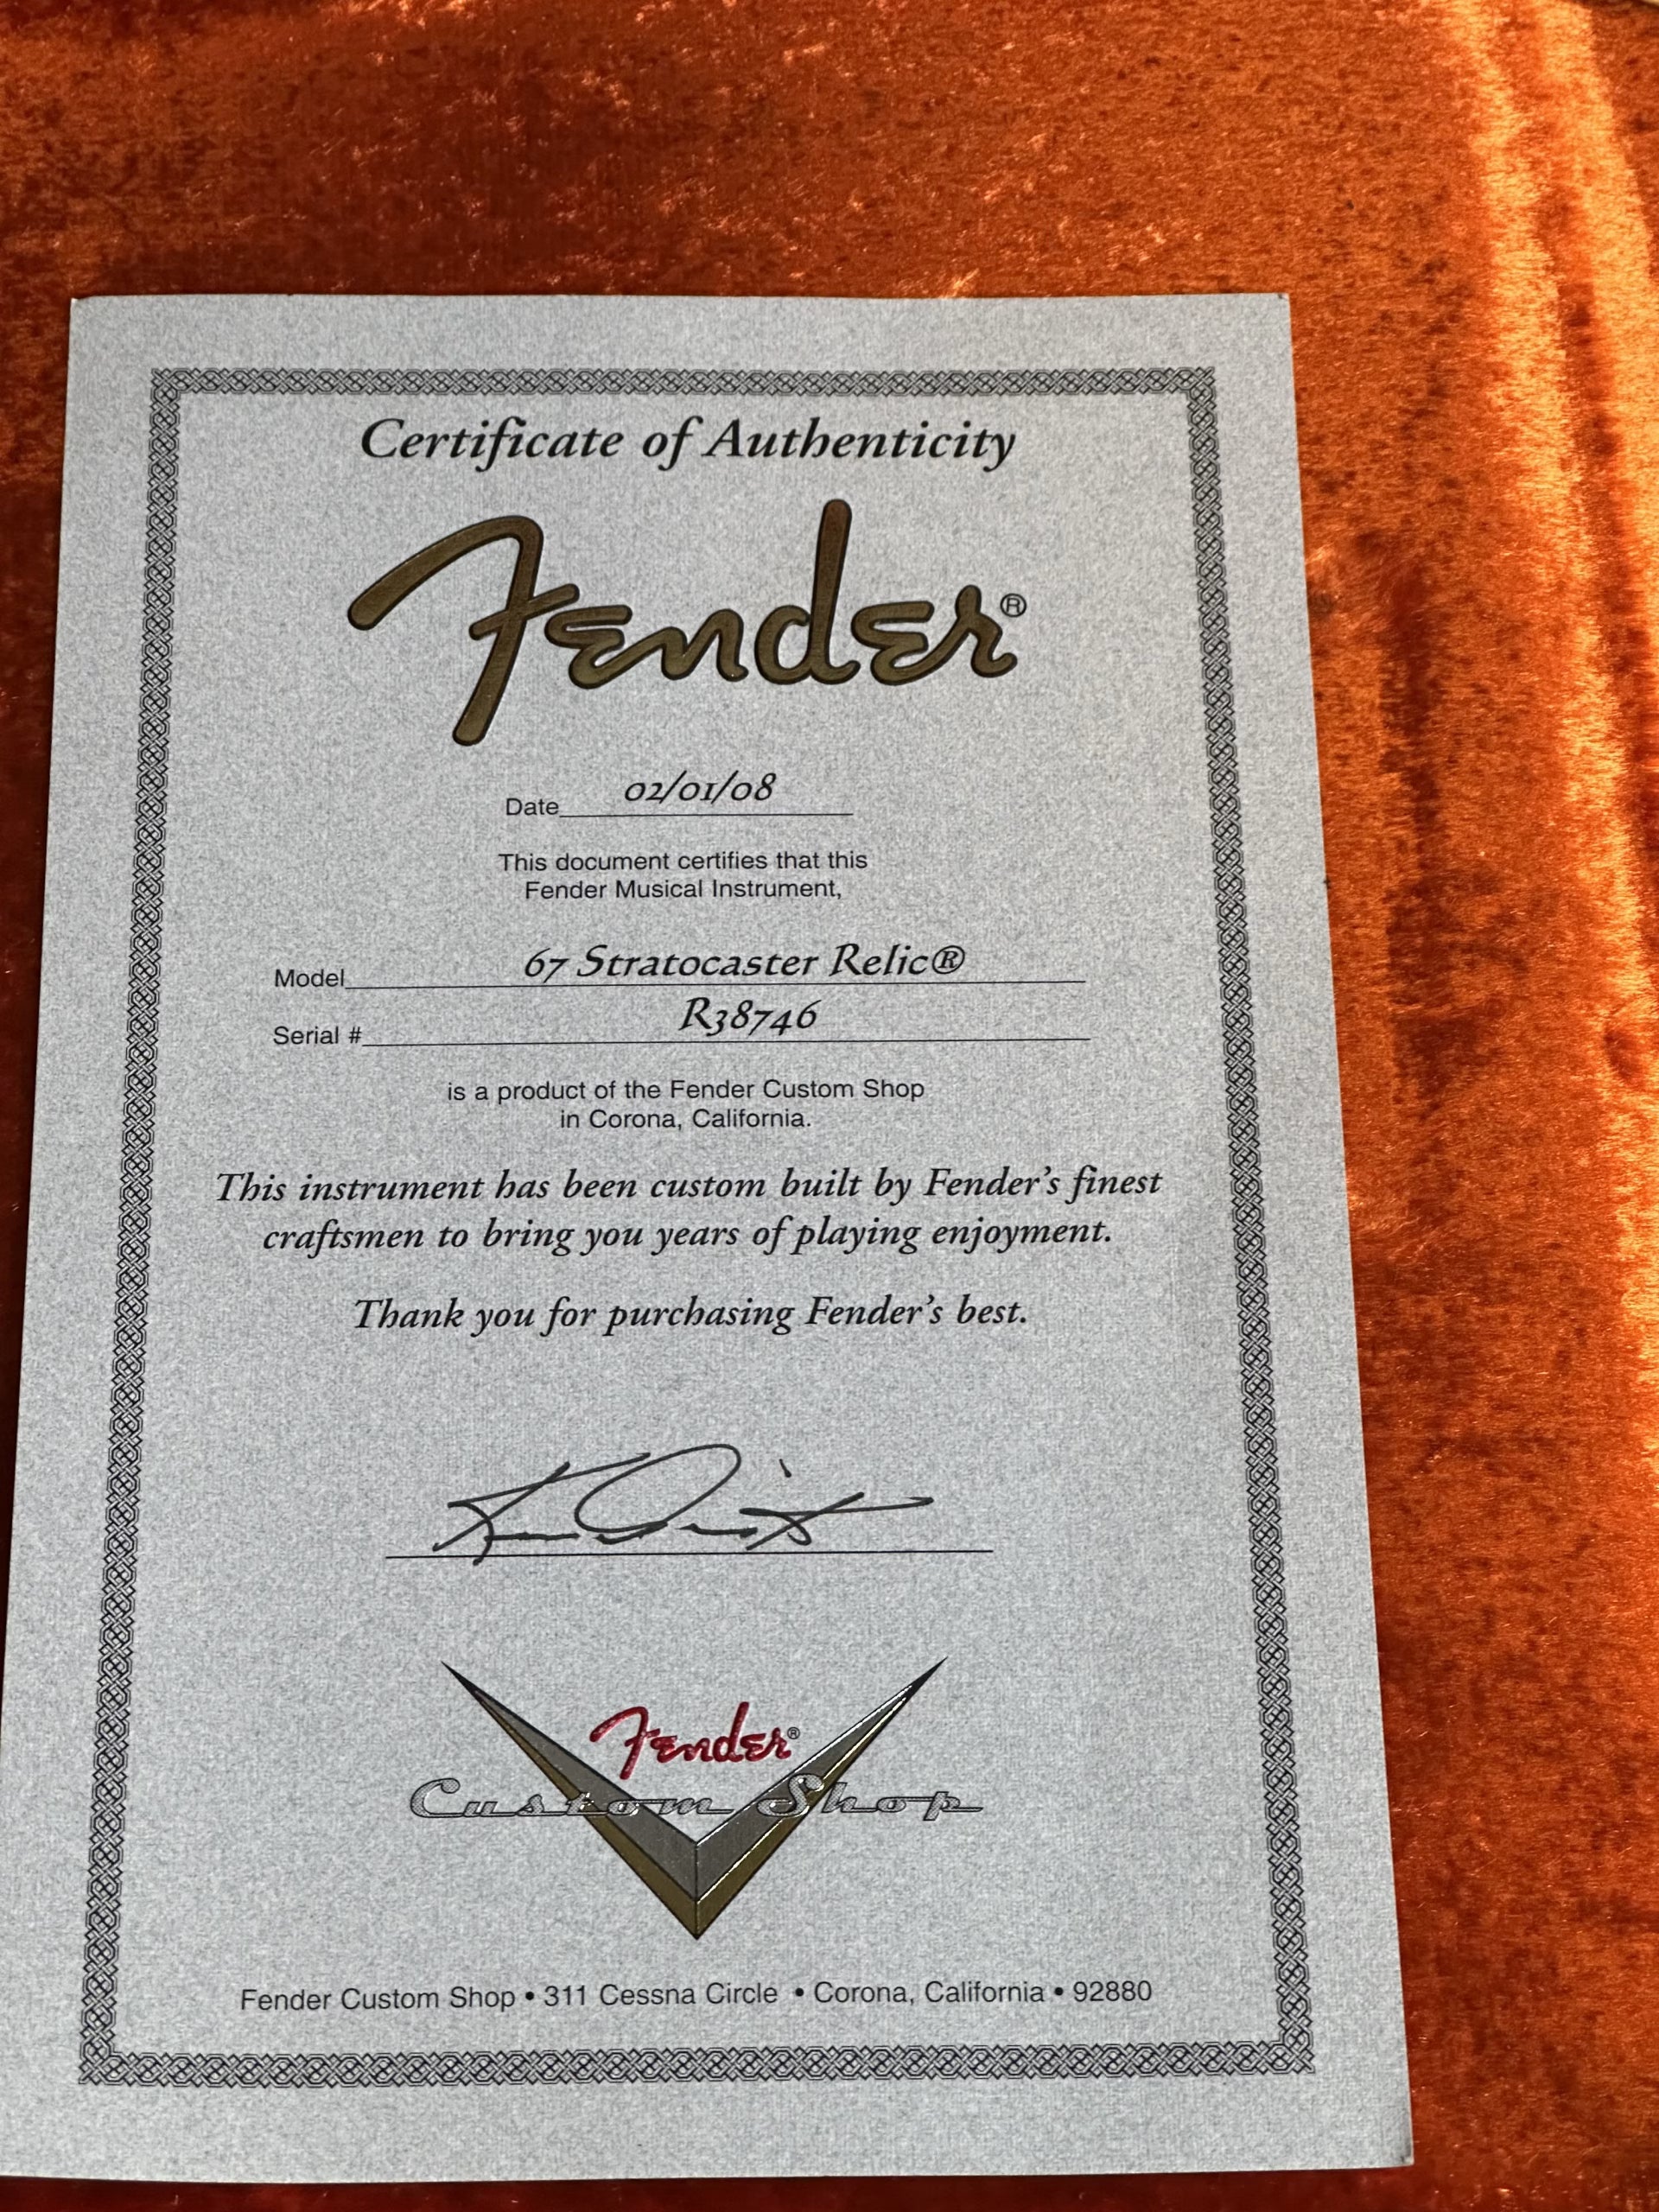 Certificate of Authenticity
Fender®
Date 02/01/08
This document certifies that this
Fender Musical Instrument,
Model 67 Stratocaster Relic®
Serial # R38746
is a product of the Fender Custom Shop
in Corona, California.
This instrument has been custom built by Fender's finest
craftsmen to bring you years of playing enjoyment.
Thank you for purchasing Fender's best.
Fender®
Custom Shop
Fender Custom Shop • 311 Cessna Circle • Corona, California • 92880